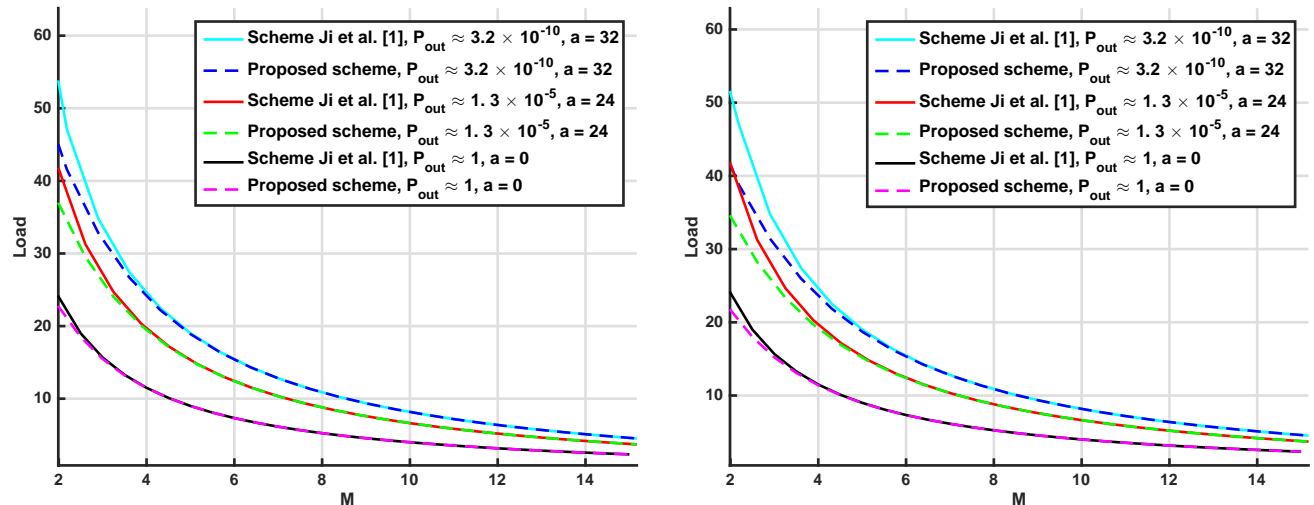 60
50
40
30
20
10
Load
2
4
6
8
10
12
14
M
Scheme Ji et al. [1], P_out ≈ 3.2 × 10^-10, a = 32
Proposed scheme, P_out ≈ 3.2 × 10^-10, a = 32
Scheme Ji et al. [1], P_out ≈ 1. 3 × 10^-5, a = 24
Proposed scheme, P_out ≈ 1. 3 × 10^-5, a = 24
Scheme Ji et al. [1], P_out ≈ 1, a = 0
Proposed scheme, P_out ≈ 1, a = 0
60
50
40
30
20
10
Load
2
4
6
8
10
12
14
M
Scheme Ji et al. [1], P_out ≈ 3.2 × 10^-10, a = 32
Proposed scheme, P_out ≈ 3.2 × 10^-10, a = 32
Scheme Ji et al. [1], P_out ≈ 1. 3 × 10^-5, a = 24
Proposed scheme, P_out ≈ 1. 3 × 10^-5, a = 24
Scheme Ji et al. [1], P_out ≈ 1, a = 0
Proposed scheme, P_out ≈ 1, a = 0